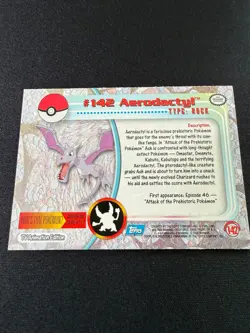 #142 Aerodactyl™
TYPE: ROCK
Description:
Aerodactyl is a ferocious prehistoric Pokémon
that goes for the enemy's throat with its saw-
like fangs. In "Attack of the Prehistoric
Pokémon" Ash is confronted with long-thought
extinct Pokémon — Omastar, Omanyte,
Kabuto, Kabutops and the terrifying
Aerodactyl. The pterodactyl-like creature
grabs Ash and is about to turn him into a snack
— until the newly evolved Charizard rushes to
his aid and settles the score with Aerodactyl.
First appearance: Episode 46 —
"Attack of the Prehistoric Pokémon"
TV Animation Edition
Topps
142